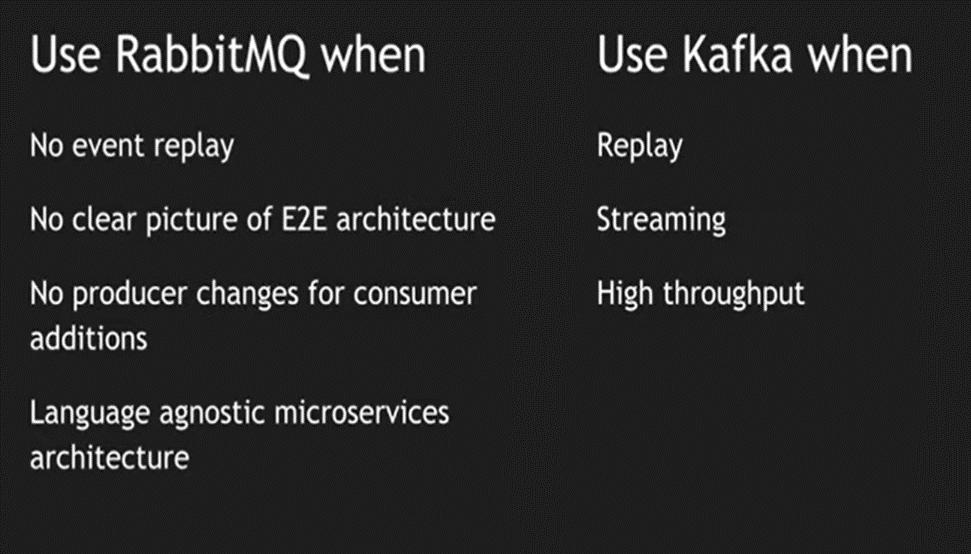 Use RabbitMQ when
No event replay
No clear picture of E2E architecture
No producer changes for consumer
additions
Language agnostic microservices
architecture
Use Kafka when
Replay
Streaming
High throughput